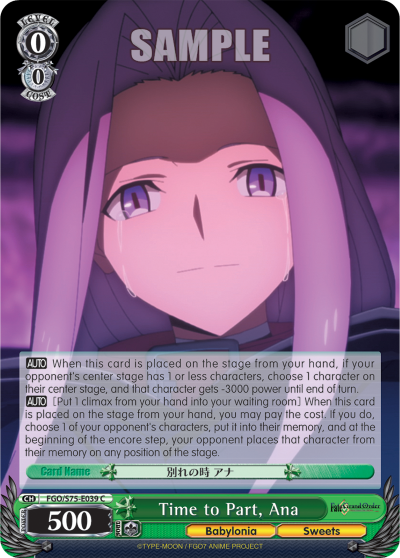 LEVEL
0
0
COST
SAMPLE
AUTO When this card is placed on the stage from your hand, if your
opponent's center stage has 1 or less characters, choose 1 character on
their center stage, and that character gets -3000 power until end of turn.
AUTO [Put 1 climax from your hand into your waiting room] When this card
is placed on the stage from your hand, you may pay the cost. If you do,
choose 1 of your opponent's characters, put it into their memory, and at the
beginning of the encore step, your opponent places that character from
their memory on any position of the stage.
Card Name 別れの時 アナ
CH FGO/S75-E039 C
500
Time to Part, Ana
Fate Grand Order
Babylonia Sweets
©TYPE-MOON / FGO7 ANIME PROJECT